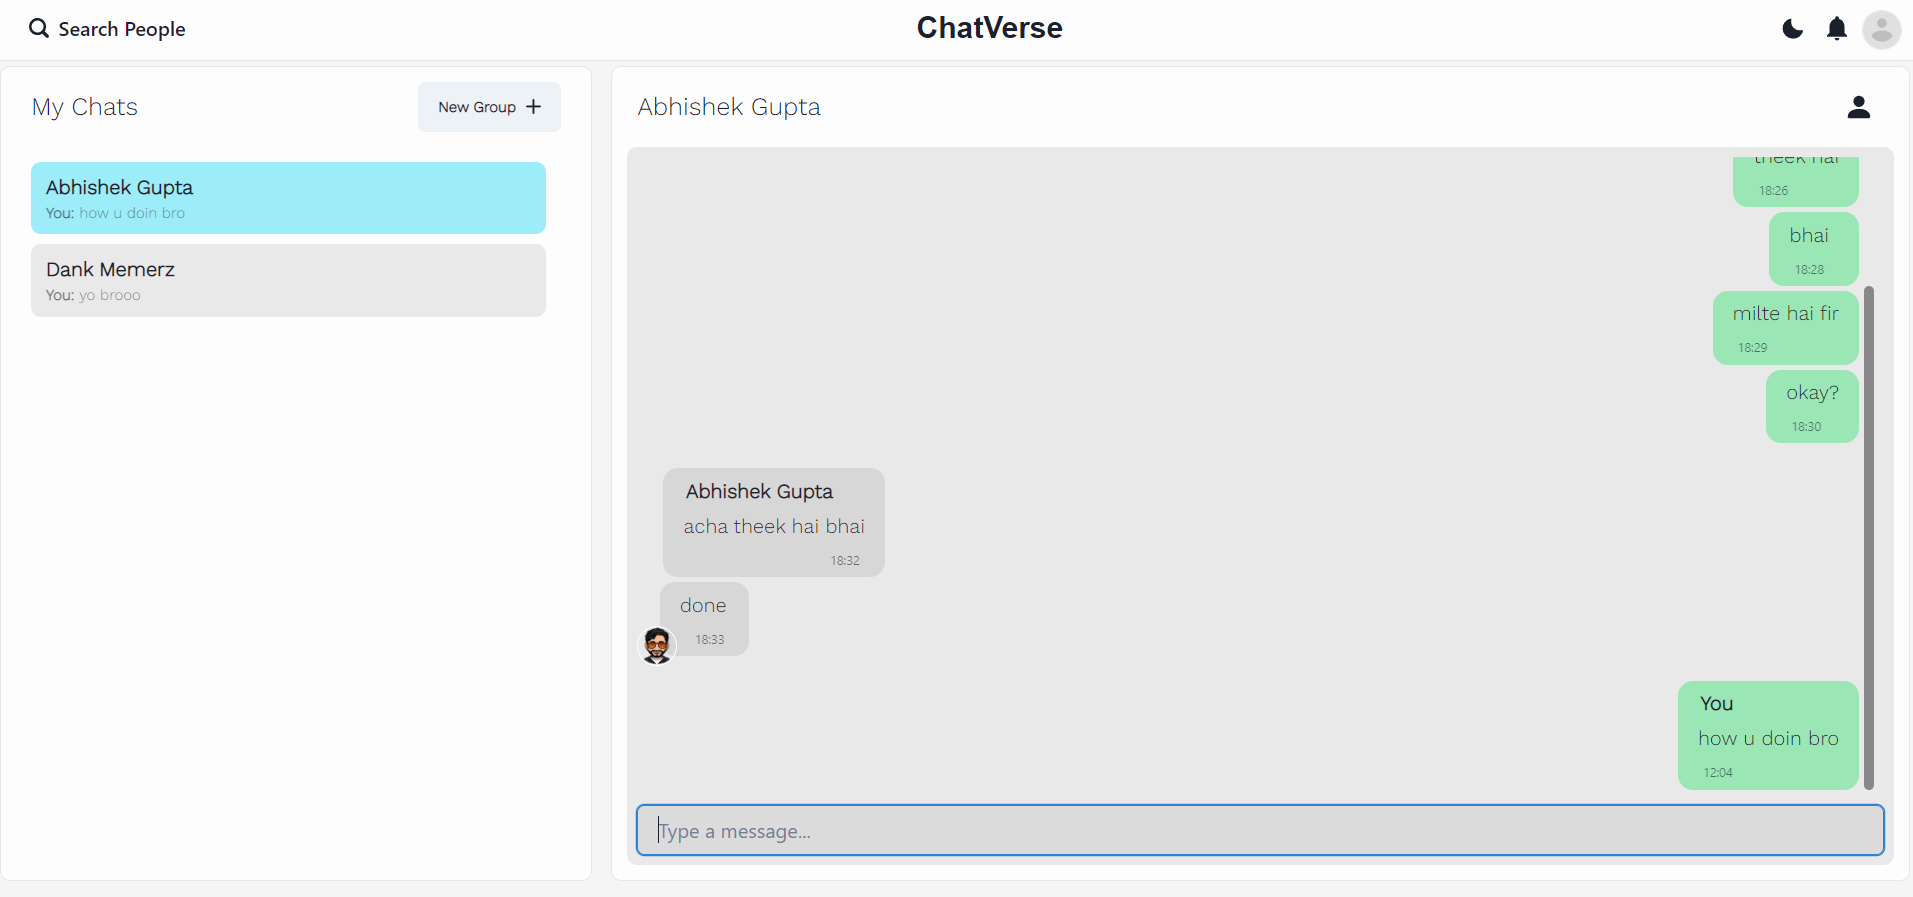 Search People
ChatVerse
My Chats
New Group +
Abhishek Gupta
You: how u doin bro
Dank Memerz
You: yo brooo
Abhishek Gupta
theek hai
18:26
bhai
18:28
milte hai fir
18:29
okay?
18:30
Abhishek Gupta
acha theek hai bhai
18:32
done
18:33
You
how u doin bro
12:04
Type a message...